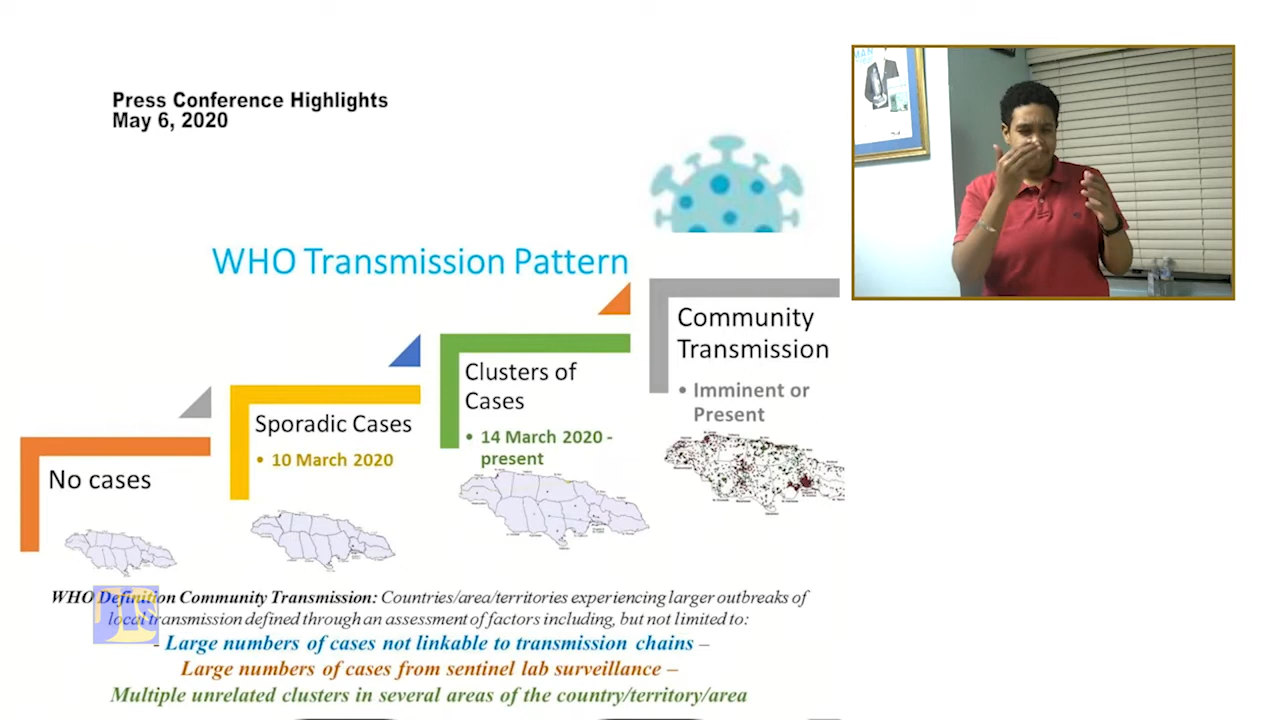 Press Conference Highlights
May 6, 2020
WHO Transmission Pattern
No cases
Sporadic Cases
• 10 March 2020
Clusters of
Cases
• 14 March 2020 -
present
Community
Transmission
• Imminent or
Present
WHO Definition Community Transmission: Countries/area/territories experiencing larger outbreaks of
local transmission defined through an assessment of factors including, but not limited to:
- Large numbers of cases not linkable to transmission chains –
Large numbers of cases from sentinel lab surveillance –
Multiple unrelated clusters in several areas of the country/territory/area
JIS